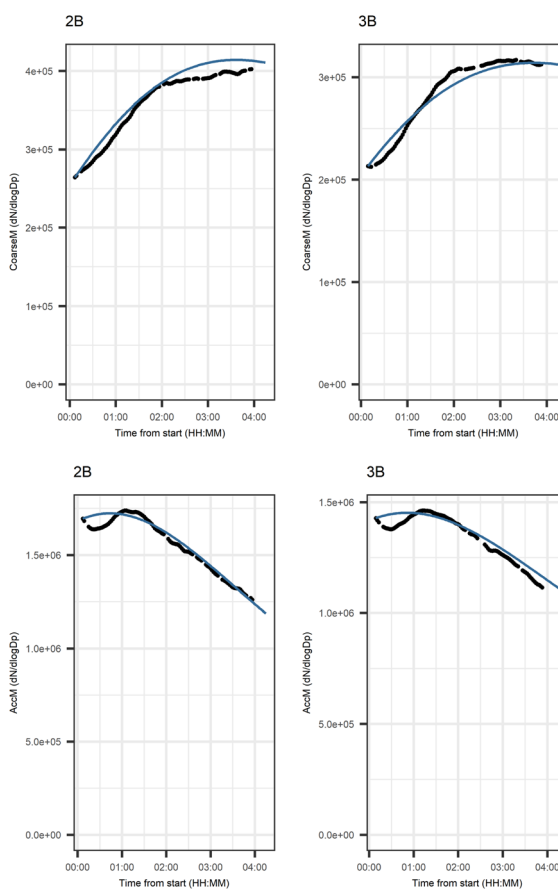 2B
3B
CoarseM (dN/dlogDp)
4e+05
3e+05
2e+05
1e+05
0e+00
00:00 01:00 02:00 03:00 04:00
Time from start (HH:MM)
CoarseM (dN/dlogDp)
3e+05
2e+05
1e+05
0e+00
00:00 01:00 02:00 03:00 04:00
Time from start (HH:MM)
2B
3B
AccM (dN/dlogDp)
1.5e+06
1.0e+06
5.0e+05
0.0e+00
00:00 01:00 02:00 03:00 04:00
Time from start (HH:MM)
AccM (dN/dlogDp)
1.5e+06
1.0e+06
5.0e+05
0.0e+00
00:00 01:00 02:00 03:00 04:00
Time from start (HH:MM)